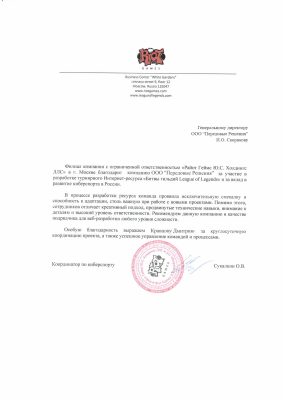 RIOT
GAMES
Business Center "White Gardens"
Lesnaya street 9, Floor 12
Moscow, Russia 125047
www.riotgames.com
www.leagueoflegends.com
Генеральному директору
ООО "Передовые Решения"
И.О. Смирнову
Филиал компании с ограниченной ответственностью «Райот Геймс Ю.С. Холдингс
ЛЛС» в г. Москве благодарит компанию ООО "Передовые Решения" за участие в
разработке турнирного Интернет-ресурса «Битвы гильдий League of Legends» и за вклад в
развитие киберспорта в России.
В процессе разработки ресурса команда проявила исключительную смекалку и
способность к адаптации, столь важную при работе с новыми проектами. Помимо этого,
сотрудников отличает креативный подход, продвинутые технические навыки, внимание к
деталям и высокий уровень ответственности. Рекомендуем данную компанию в качестве
подрядчика для веб-разработки любого уровня сложности.
Особую благодарность выражаем Дмитрию за круглосуточную
координацию проекта, а также успешное управление командой и процессами.
Координатор по киберспорту
О.В.